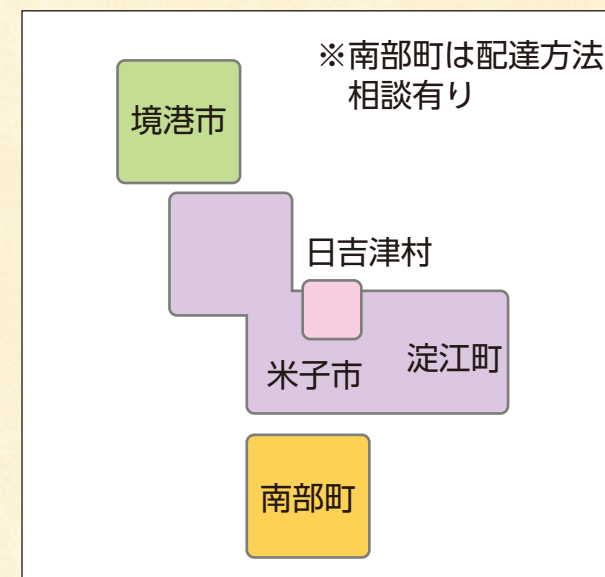 ※南部町は配達方法
相談有り
境港市
日吉津村
淀江町
米子市
南部町